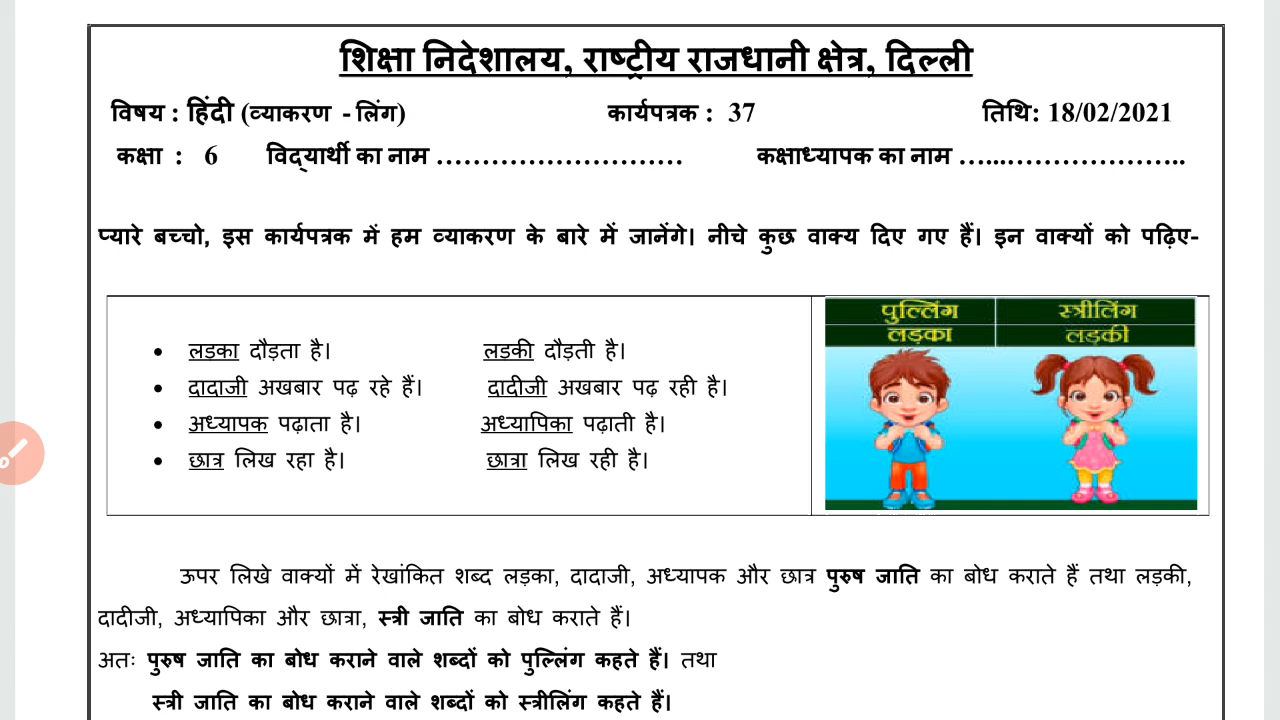 शिक्षा निदेशालय, राष्ट्रीय राजधानी क्षेत्र, दिल्ली
विषय : हिंदी (व्याकरण - लिंग) कार्यपत्रक : 37 तिथि: 18/02/2021
कक्षा : 6 विद्यार्थी का नाम ……………………… कक्षाध्यापक का नाम …...………………..
प्यारे बच्चो, इस कार्यपत्रक में हम व्याकरण के बारे में जानेंगे। नीचे कुछ वाक्य दिए गए हैं। इन वाक्यों को पढ़िए-
• लडका दौड़ता है। लडकी दौड़ती है।
• दादाजी अखबार पढ़ रहे हैं। दादीजी अखबार पढ़ रही है।
• अध्यापक पढ़ाता है। अध्यापिका पढ़ाती है।
• छात्र लिख रहा है। छात्रा लिख रही है।
पुल्लिंग स्त्रीलिंग
लड़का लड़की
ऊपर लिखे वाक्यों में रेखांकित शब्द लड़का, दादाजी, अध्यापक और छात्र पुरुष जाति का बोध कराते हैं तथा लड़की,
दादीजी, अध्यापिका और छात्रा, स्त्री जाति का बोध कराते हैं।
अतः पुरुष जाति का बोध कराने वाले शब्दों को पुल्लिंग कहते हैं। तथा
स्त्री जाति का बोध कराने वाले शब्दों को स्त्रीलिंग कहते हैं।